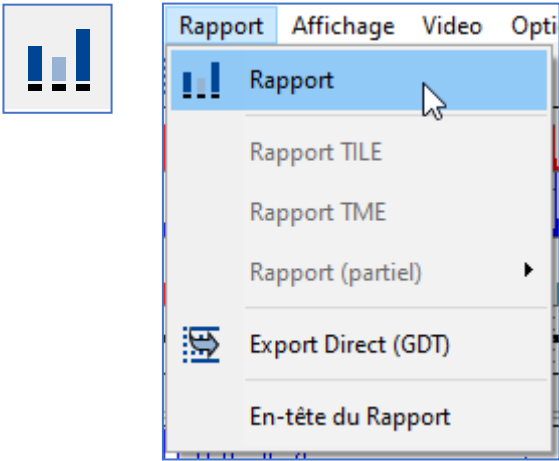 Rapport Affichage Video Opti
Rapport
Rapport TILE
Rapport TME
Rapport (partiel)
Export Direct (GDT)
En-tête du Rapport